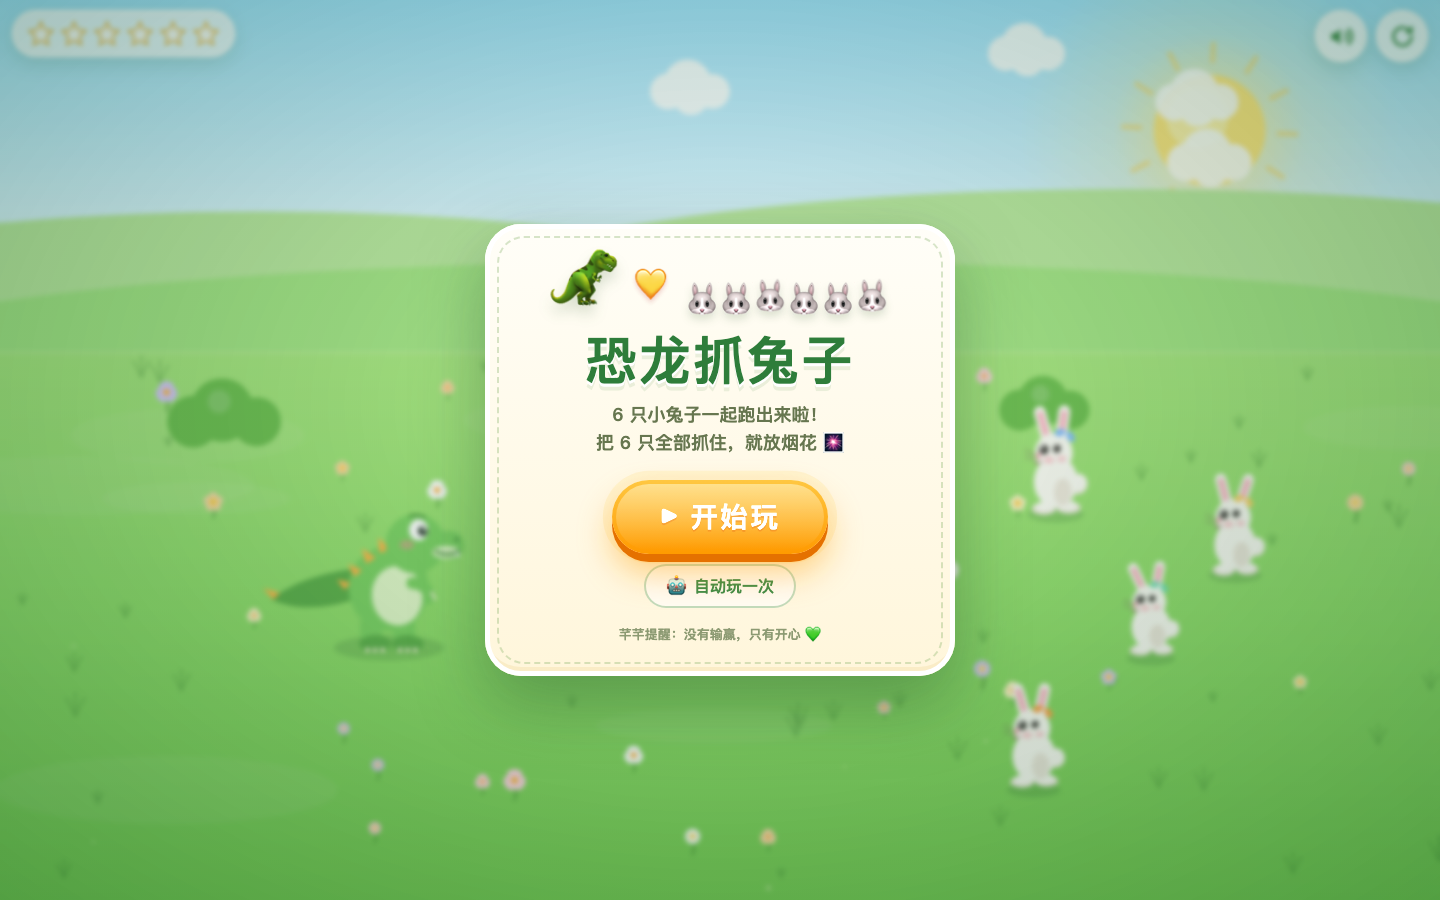 恐龙抓兔子
6 只小兔子一起跑出来啦！
把 6 只全部抓住，就放烟花 🎆
▶ 开始玩
🤖 自动玩一次
芊芊提醒：没有输赢，只有开心 💚